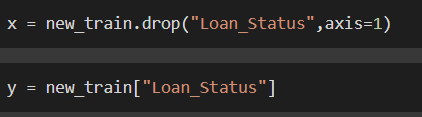 x = new_train.drop("Loan_Status",axis=1)
y = new_train["Loan_Status"]